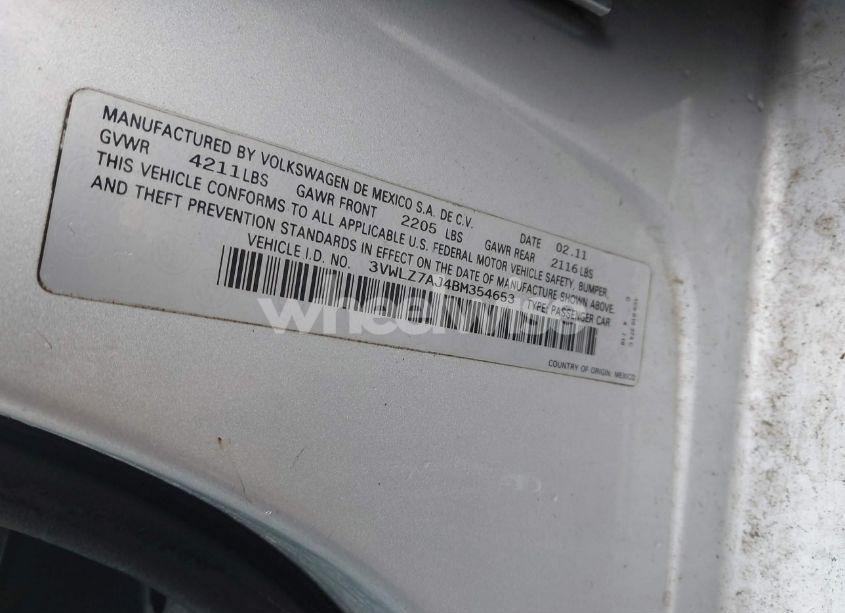 MANUFACTURED BY VOLKSWAGEN DE MEXICO S.A. DE C.V. DATE 02.11
GVWR 4211LBS GAWR FRONT 2205 LBS GAWR REAR 2116LBS
THIS VEHICLE CONFORMS TO ALL APPLICABLE U.S. FEDERAL MOTOR VEHICLE SAFETY, BUMPER,
AND THEFT PREVENTION STANDARDS IN EFFECT ON THE DATE OF MANUFACTURE SHOWN ABOVE.
VEHICLE I.D. NO. 3VWLZ7AJ4BM354653 TYPE: PASSENGER CAR
COUNTRY OF ORIGIN: MEXICO